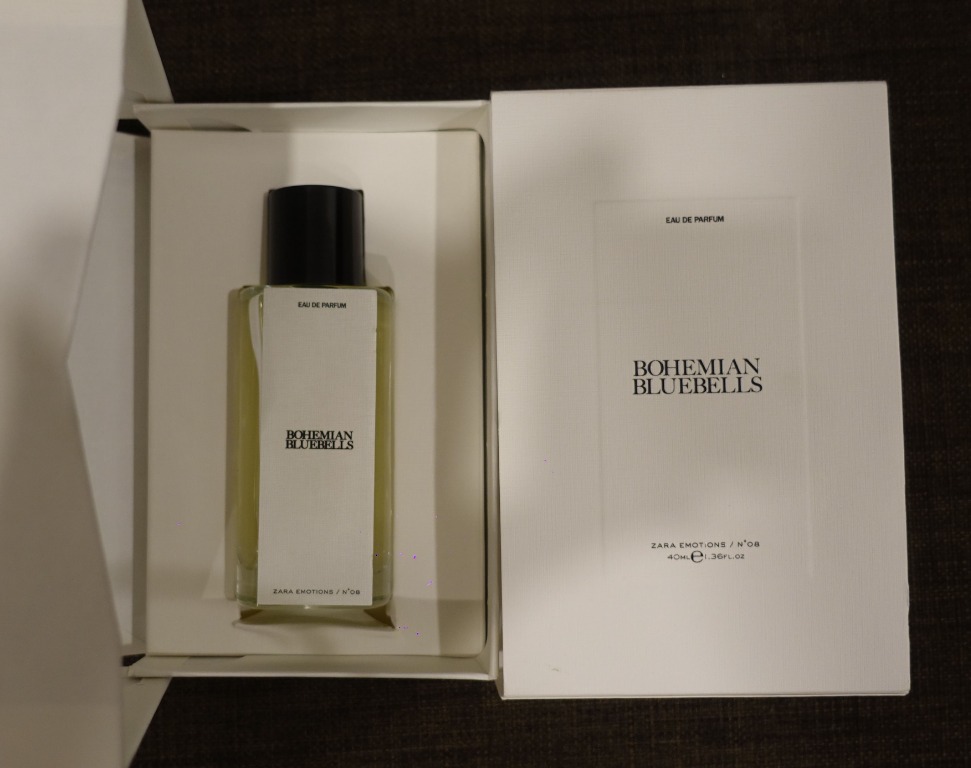 EAU DE PARFUM
BOHEMIAN
BLUEBELLS
ZARA EMOTIONS / N°08
EAU DE PARFUM
BOHEMIAN
BLUEBELLS
ZARA EMOTIONS / N°08
40ML℮1.36FL.OZ